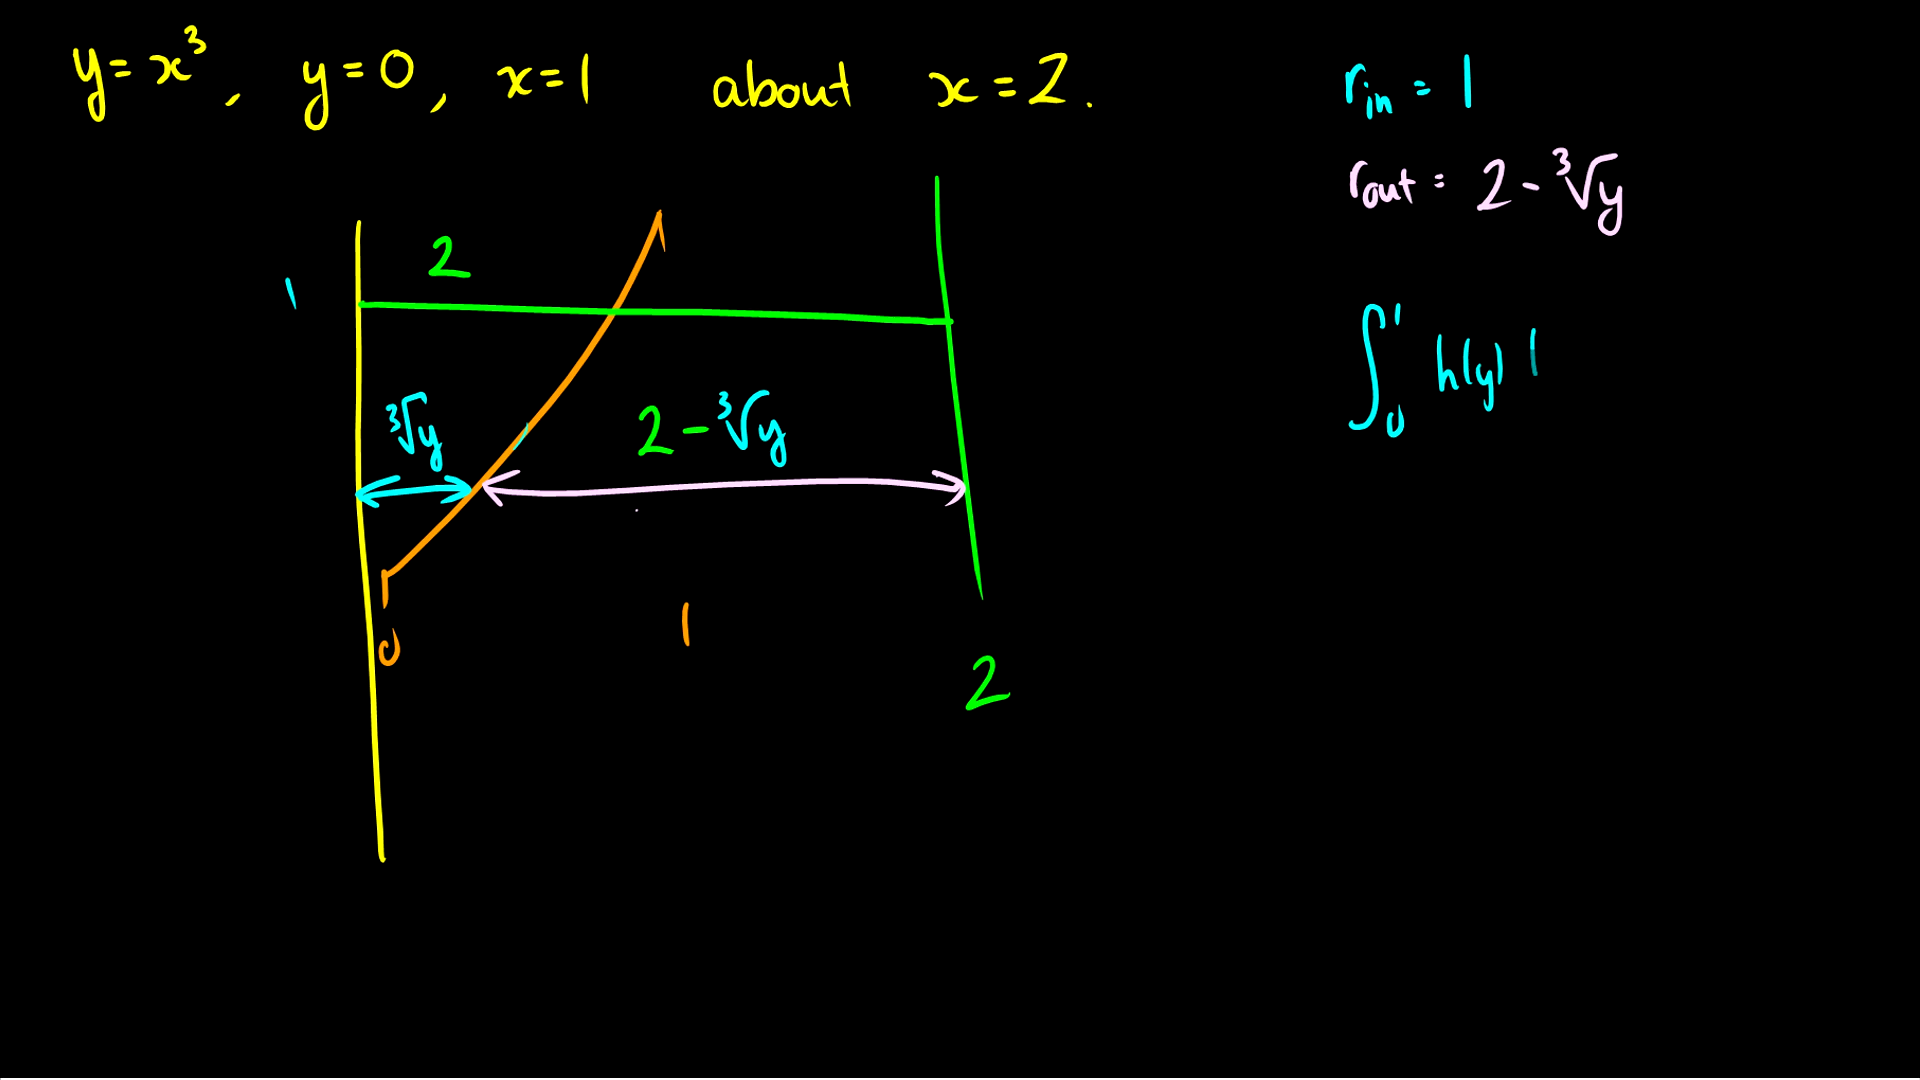 y=x³, y=0, x=1 about x=2.
r_in = 1
r_out = 2-∛y
2
1
∫₀¹ h(y) |
∛y
2-∛y
0
1
2